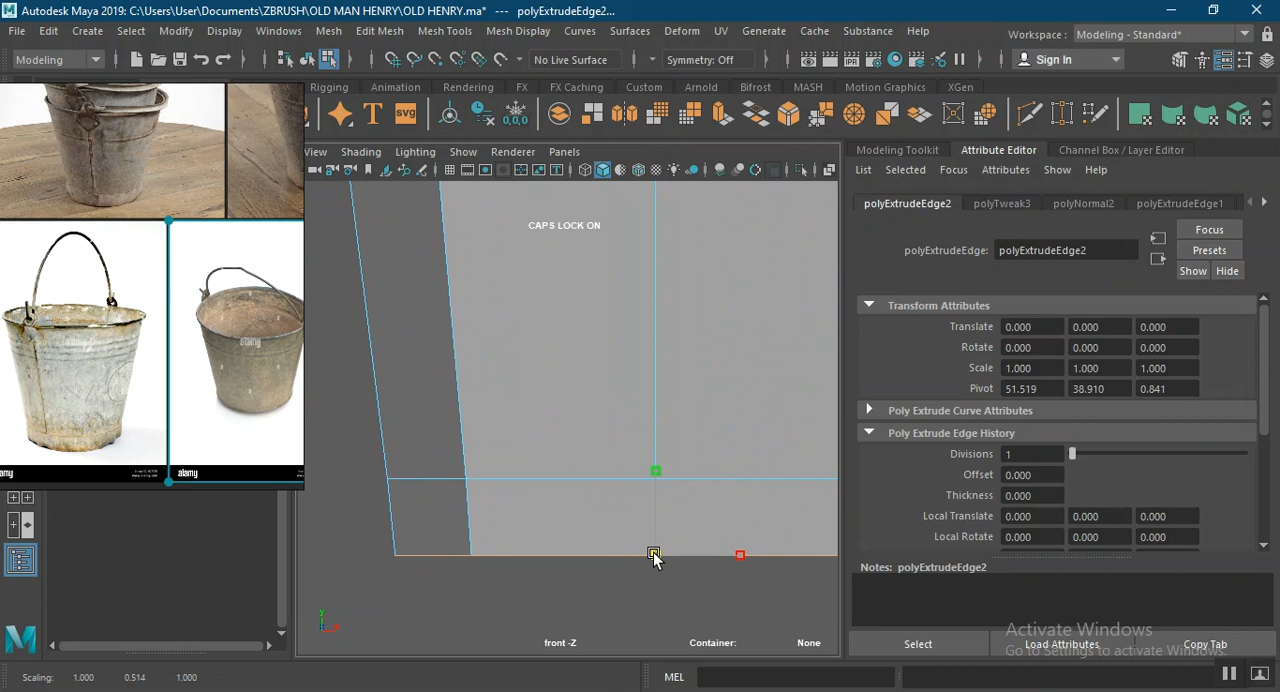 Autodesk Maya 2019: C:\Users\User\Documents\ZBRUSH\OLD MAN HENRY\OLD HENRY.ma* --- polyExtrudeEdge2...
File Edit Create Select Modify Display Windows Mesh Edit Mesh Mesh Tools Mesh Display Curves Surfaces Deform UV Generate Cache Substance Help
Workspace: Modeling - Standard*
Modeling No Live Surface Symmetry: Off Sign In
Rigging Animation Rendering FX FX Caching Custom Arnold Bifrost MASH Motion Graphics XGen
T SVG 0,0,0
View Shading Lighting Show Renderer Panels
Modeling Toolkit Attribute Editor Channel Box / Layer Editor
List Selected Focus Attributes Show Help
CAPS LOCK ON
polyExtrudeEdge2 polyTweak3 polyNormal2 polyExtrudeEdge1
Focus
polyExtrudeEdge: polyExtrudeEdge2
Presets
Show Hide
Transform Attributes
Translate 0.000 0.000 0.000
Rotate 0.000 0.000 0.000
Scale 1.000 1.000 1.000
Pivot 51.519 38.910 0.841
Poly Extrude Curve Attributes
Poly Extrude Edge History
Divisions 1
Offset 0.000
Thickness 0.000
Local Translate 0.000 0.000 0.000
Local Rotate 0.000 0.000 0.000
alamy
alamy
alamy
alamy
Notes: polyExtrudeEdge2
Activate Windows
Go to Settings to activate Windows.
Select Load Attributes Copy Tab
y
front -Z Container: None
Scaling: 1.000 0.514 1.000
MEL